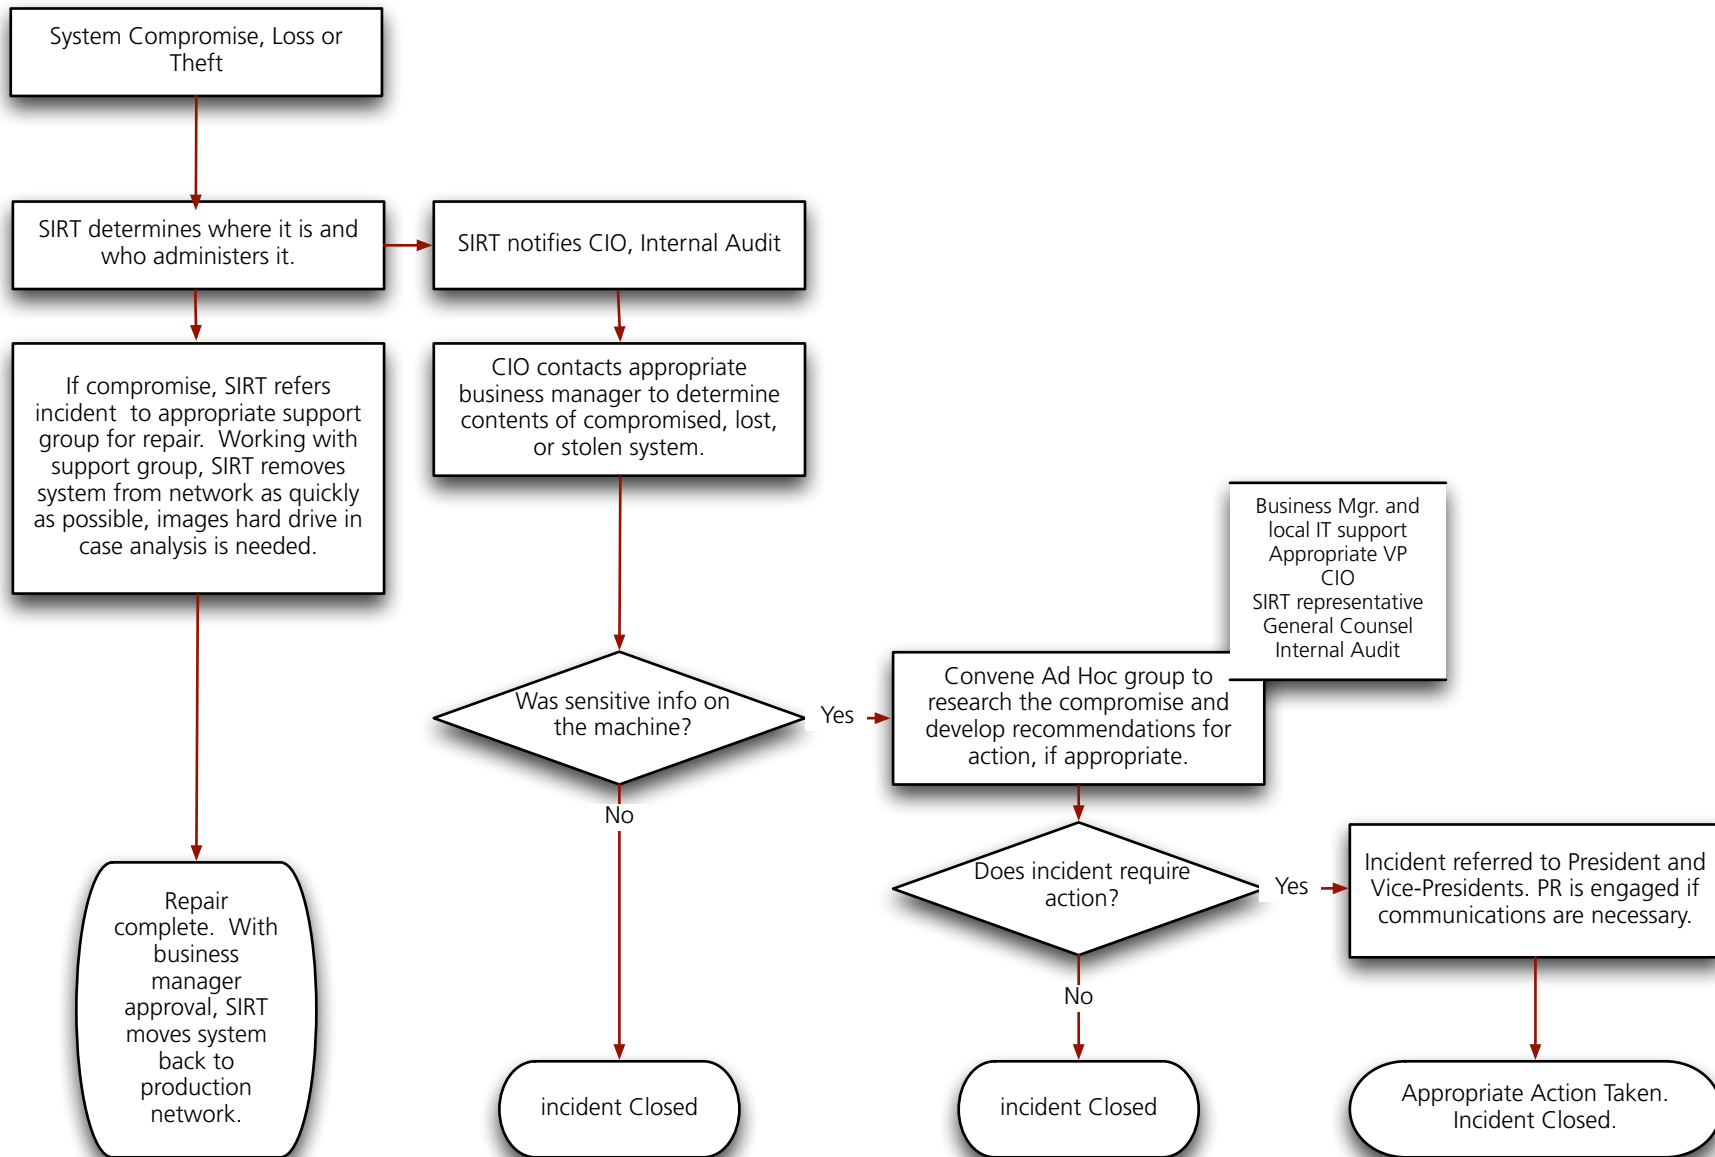 System Compromise, Loss or
Theft
SIRT determines where it is and
who administers it.
SIRT notifies CIO, Internal Audit
If compromise, SIRT refers
incident  to appropriate support
group for repair.  Working with
support group, SIRT removes
system from network as quickly
as possible, images hard drive in
case analysis is needed.
CIO contacts appropriate
business manager to determine
contents of compromised, lost,
or stolen system.
Business Mgr. and
local IT support
Appropriate VP
CIO
SIRT representative
General Counsel
Internal Audit
Was sensitive info on
the machine?
Yes
Convene Ad Hoc group to
research the compromise and
develop recommendations for
action, if appropriate.
No
Does incident require
action?
Yes
Incident referred to President and
Vice-Presidents. PR is engaged if
communications are necessary.
No
Repair
complete.  With
business
manager
approval, SIRT
moves system
back to
production
network.
incident Closed
incident Closed
Appropriate Action Taken.
Incident Closed.